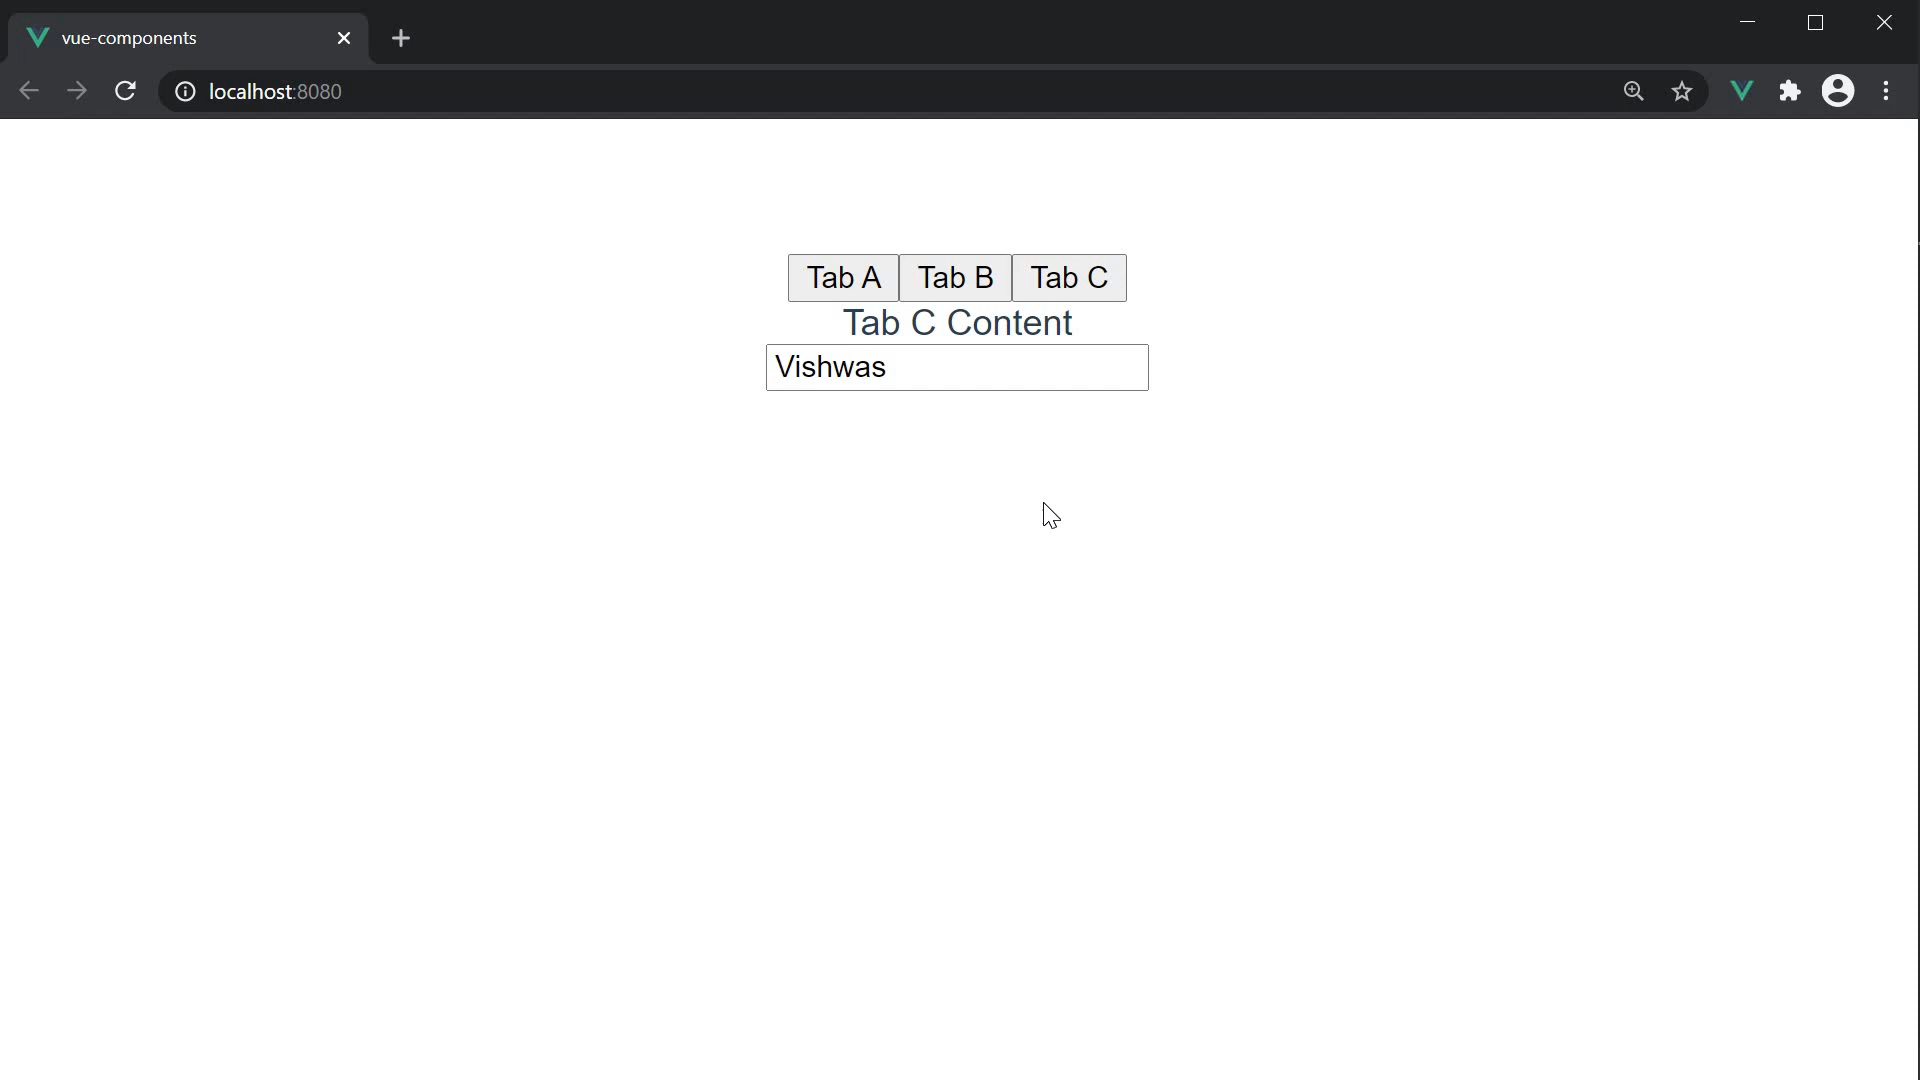 vue-components
localhost:8080
Tab A Tab B Tab C
Tab C Content
Vishwas